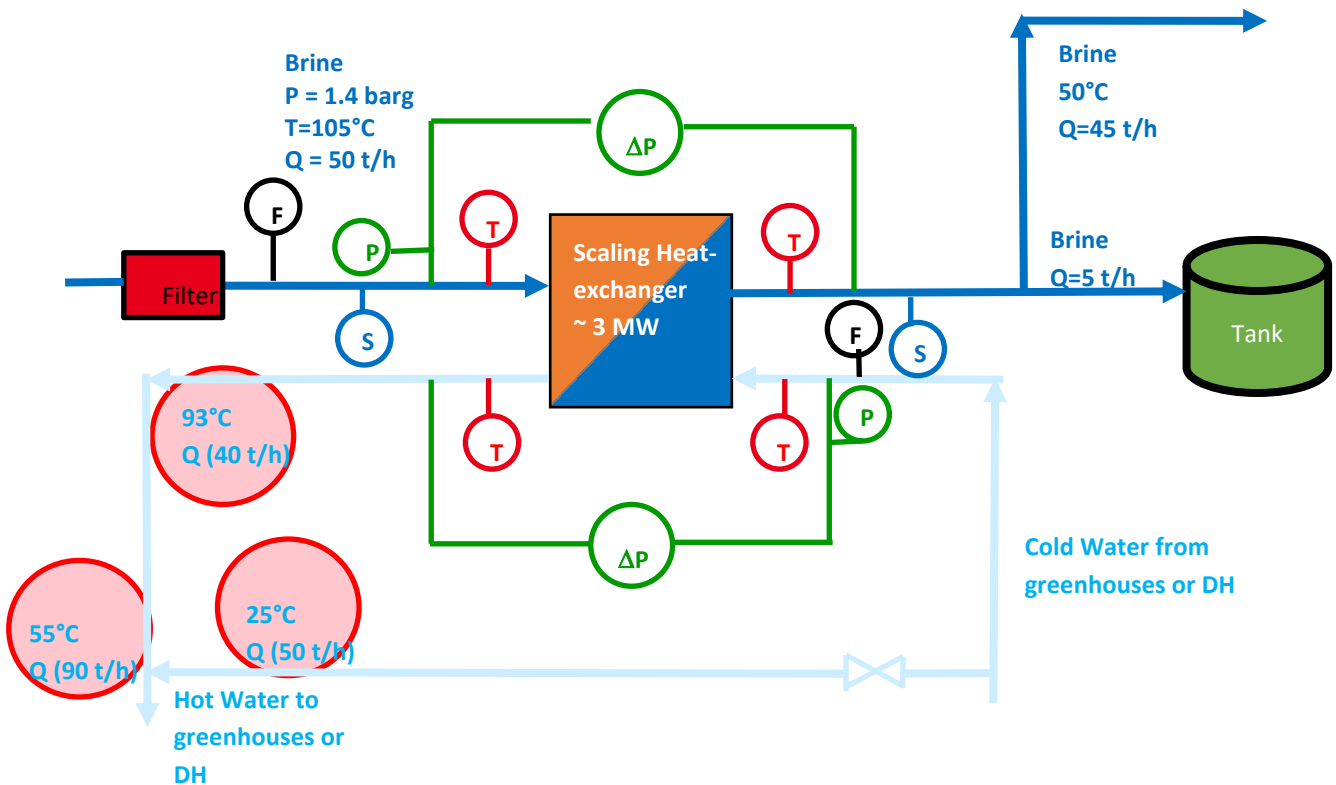 Brine
P = 1.4 barg
T=105°C
Q = 50 t/h
Brine
50°C
Q=45 t/h
ΔP
F
P
T
T
Filter
S
Scaling Heat-
exchanger
~ 3 MW
Brine
Q=5 t/h
F
S
Tank
93°C
Q (40 t/h)
T
T
P
ΔP
Cold Water from
greenhouses or DH
25°C
Q (50 t/h)
55°C
Q (90 t/h)
Hot Water to
greenhouses or
DH